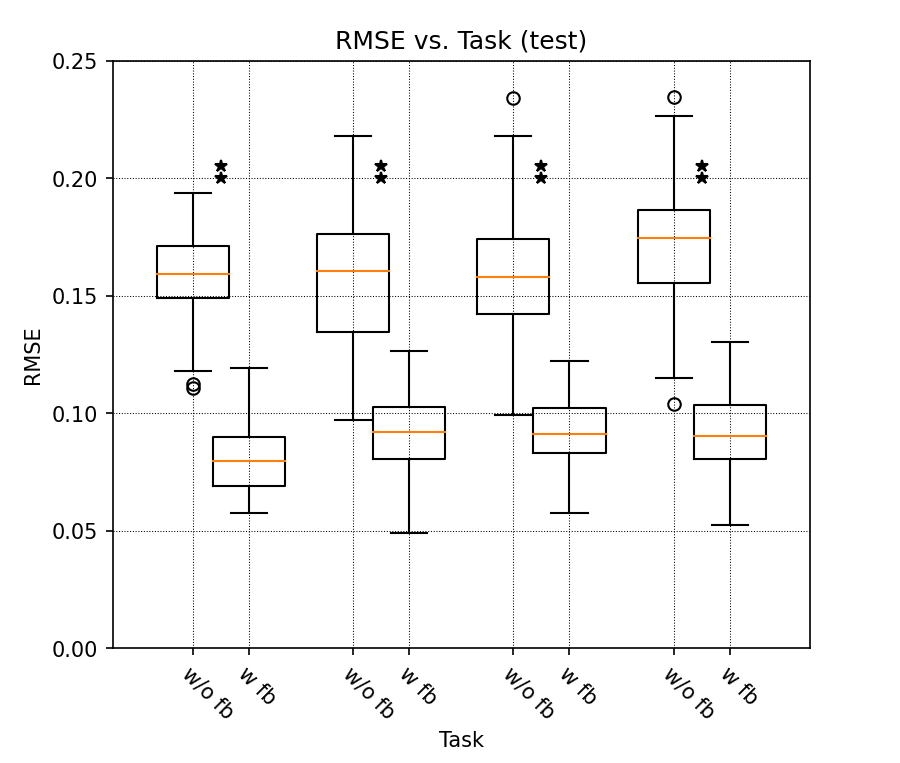 RMSE vs. Task (test)
0.25
0.20
0.15
0.10
0.05
0.00
RMSE
w/o fb
w fb
w/o fb
w fb
w/o fb
w fb
w/o fb
w fb
Task